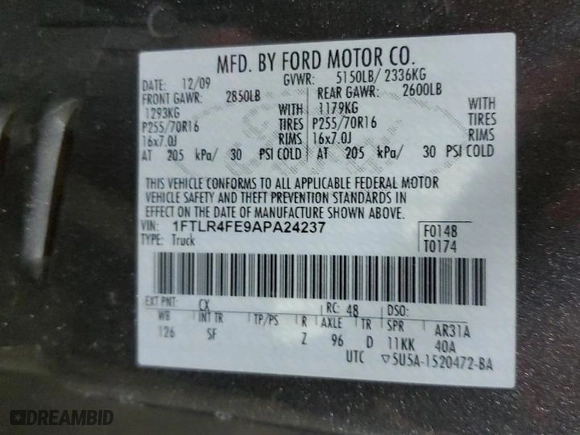 MFD. BY FORD MOTOR CO.
DATE: 12/09 GVWR: 5150LB/ 2336KG
FRONT GAWR: 2850LB REAR GAWR: 2600LB
1293KG WITH 1179KG WITH
P255/70R16 TIRES P255/70R16 TIRES
16x7.0J RIMS 16x7.0J RIMS
AT 205 kPa/ 30 PSI COLD AT 205 kPa/ 30 PSI COLD
THIS VEHICLE CONFORMS TO ALL APPLICABLE FEDERAL MOTOR
VEHICLE SAFETY AND THEFT PREVENTION STANDARDS IN
EFFECT ON THE DATE OF MANUFACTURE SHOWN ABOVE.
VIN: 1FTLR4FE9APA24237 F0148
TYPE: Truck T0174
EXT PNT: CX RC: 48 DSO:
WB INT TR TP/PS R AXLE TR SPR AR31A
126 SF Z 96 D 11KK 40A
UTC ▽5U5A-1520472-BA
DREAMBID